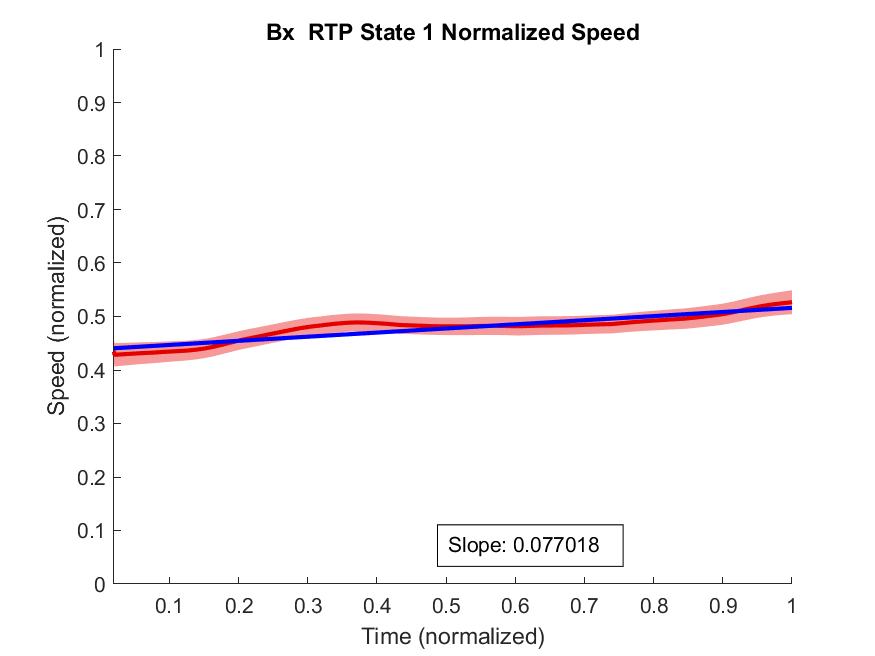 Bx  RTP State 1 Normalized Speed
1
0.9
0.8
0.7
0.6
0.5
0.4
0.3
0.2
0.1
0
Speed (normalized)
Slope: 0.077018
0.1 0.2 0.3 0.4 0.5 0.6 0.7 0.8 0.9 1
Time (normalized)